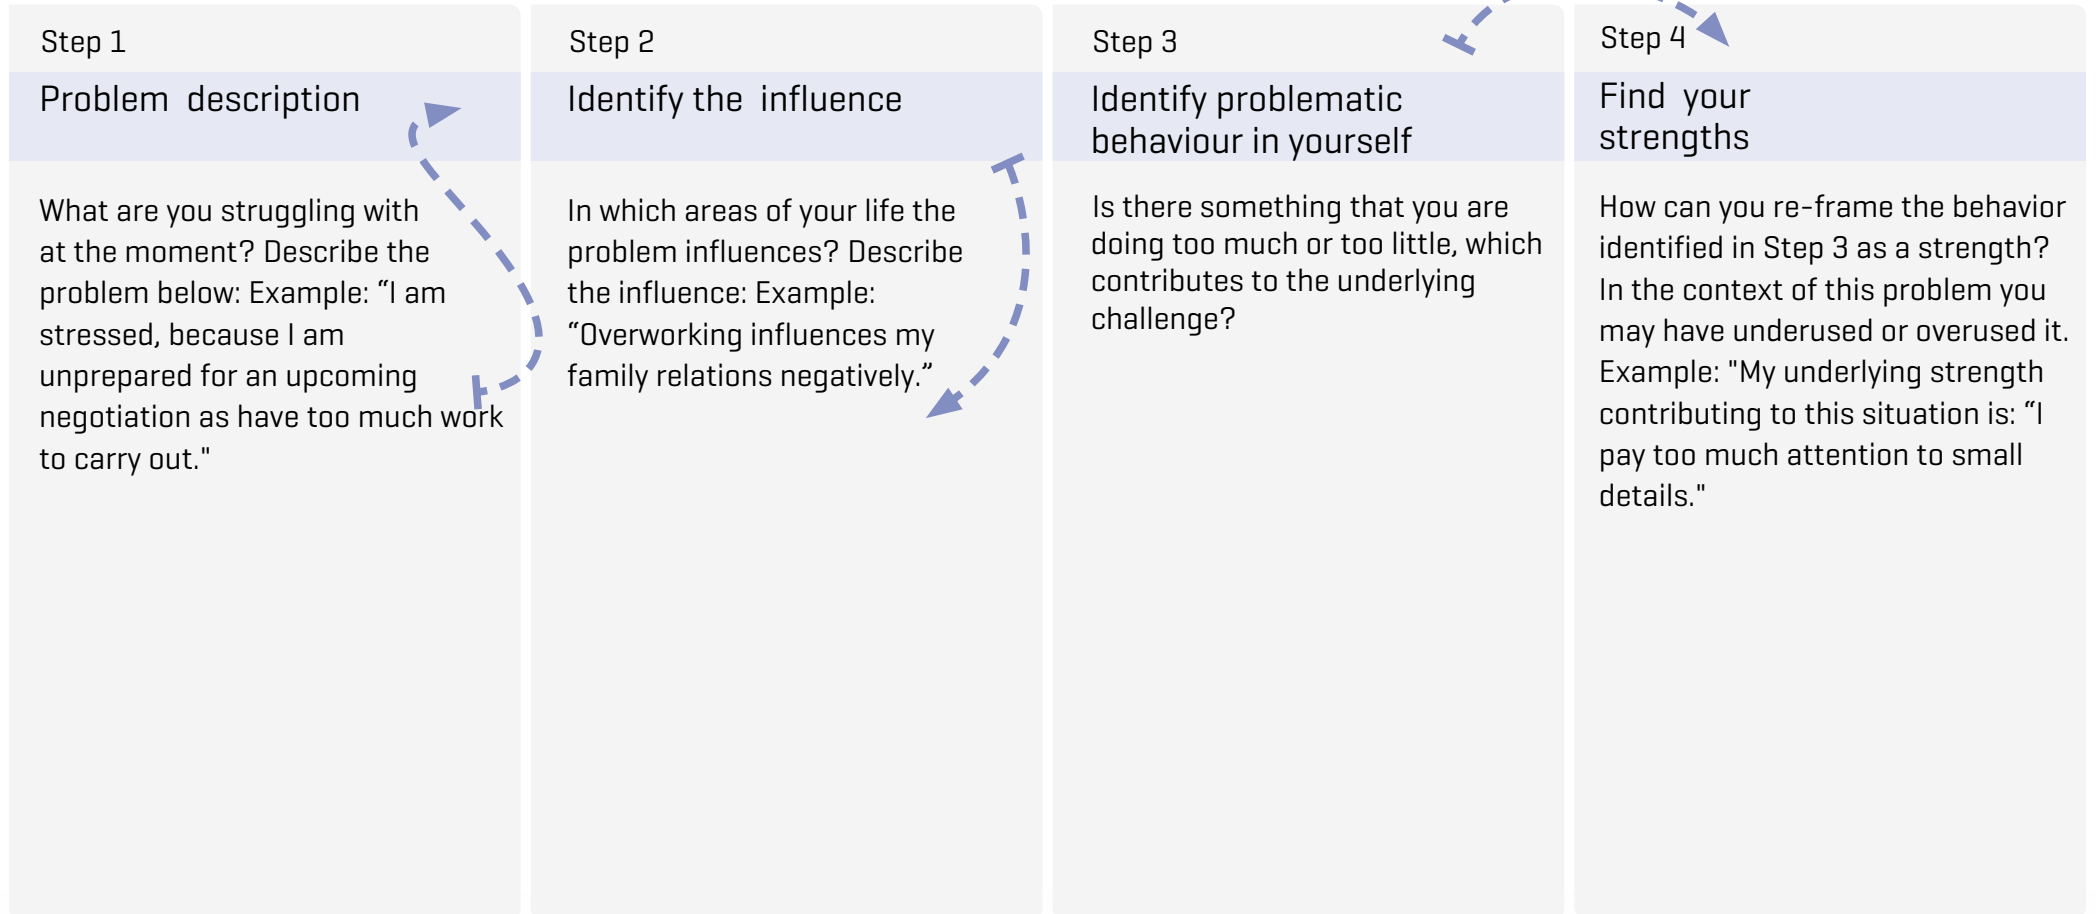 Step 1
Problem description
What are you struggling with
at the moment? Describe the
problem below: Example: “I am
stressed, because I am
unprepared for an upcoming
negotiation as have too much work
to carry out."
Step 2
Identify the influence
In which areas of your life the
problem influences? Describe
the influence: Example:
“Overworking influences my
family relations negatively.”
Step 3
Identify problematic
behaviour in yourself
Is there something that you are
doing too much or too little, which
contributes to the underlying
challenge?
Step 4
Find your
strengths
How can you re-frame the behavior
identified in Step 3 as a strength?
In the context of this problem you
may have underused or overused it.
Example: "My underlying strength
contributing to this situation is: “I
pay too much attention to small
details."